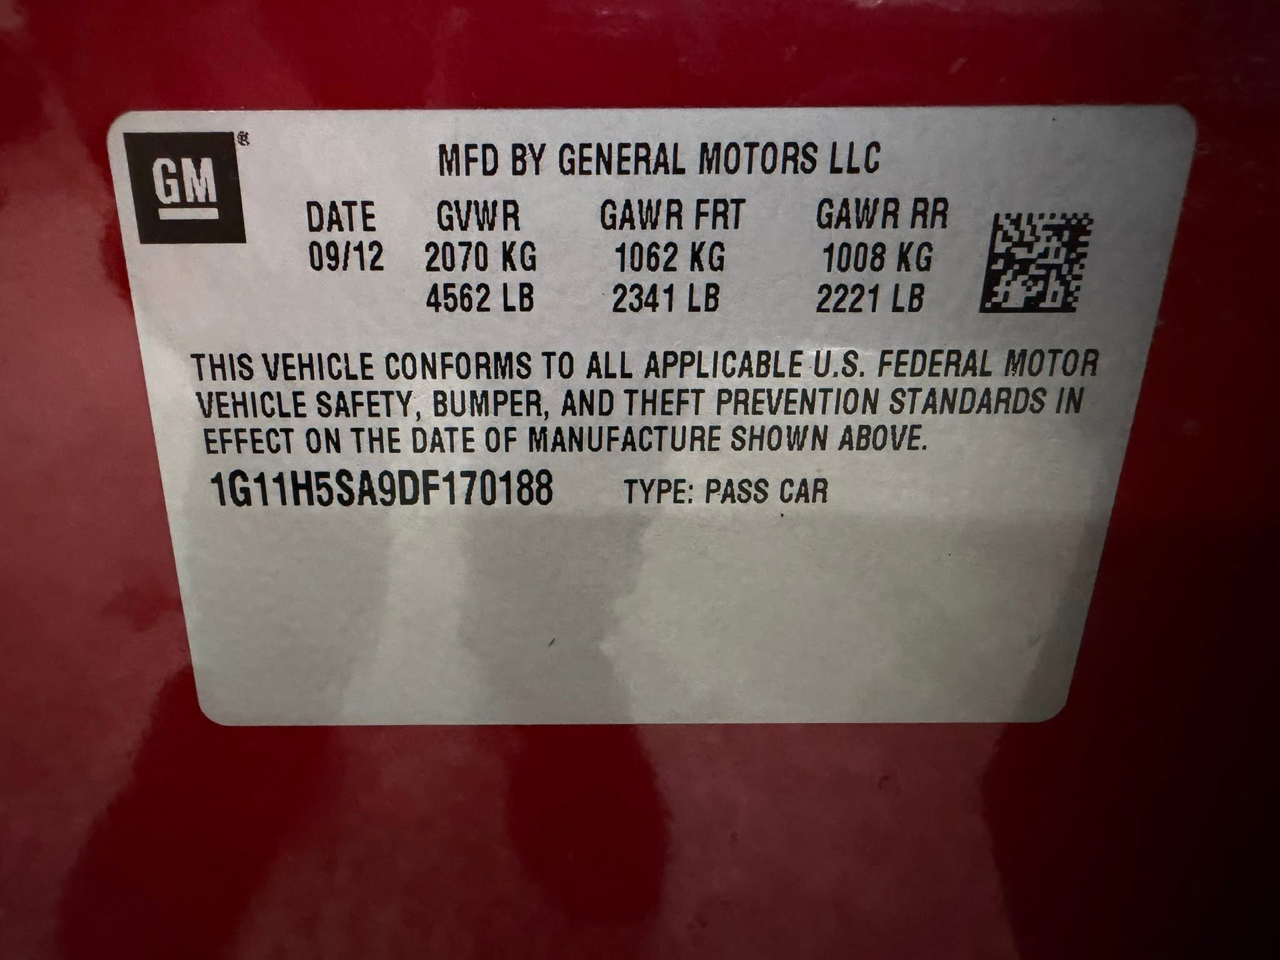 GM®
MFD BY GENERAL MOTORS LLC
DATE GVWR GAWR FRT GAWR RR
09/12 2070 KG 1062 KG 1008 KG
4562 LB 2341 LB 2221 LB
THIS VEHICLE CONFORMS TO ALL APPLICABLE U.S. FEDERAL MOTOR
VEHICLE SAFETY, BUMPER, AND THEFT PREVENTION STANDARDS IN
EFFECT ON THE DATE OF MANUFACTURE SHOWN ABOVE.
1G11H5SA9DF170188 TYPE: PASS CAR